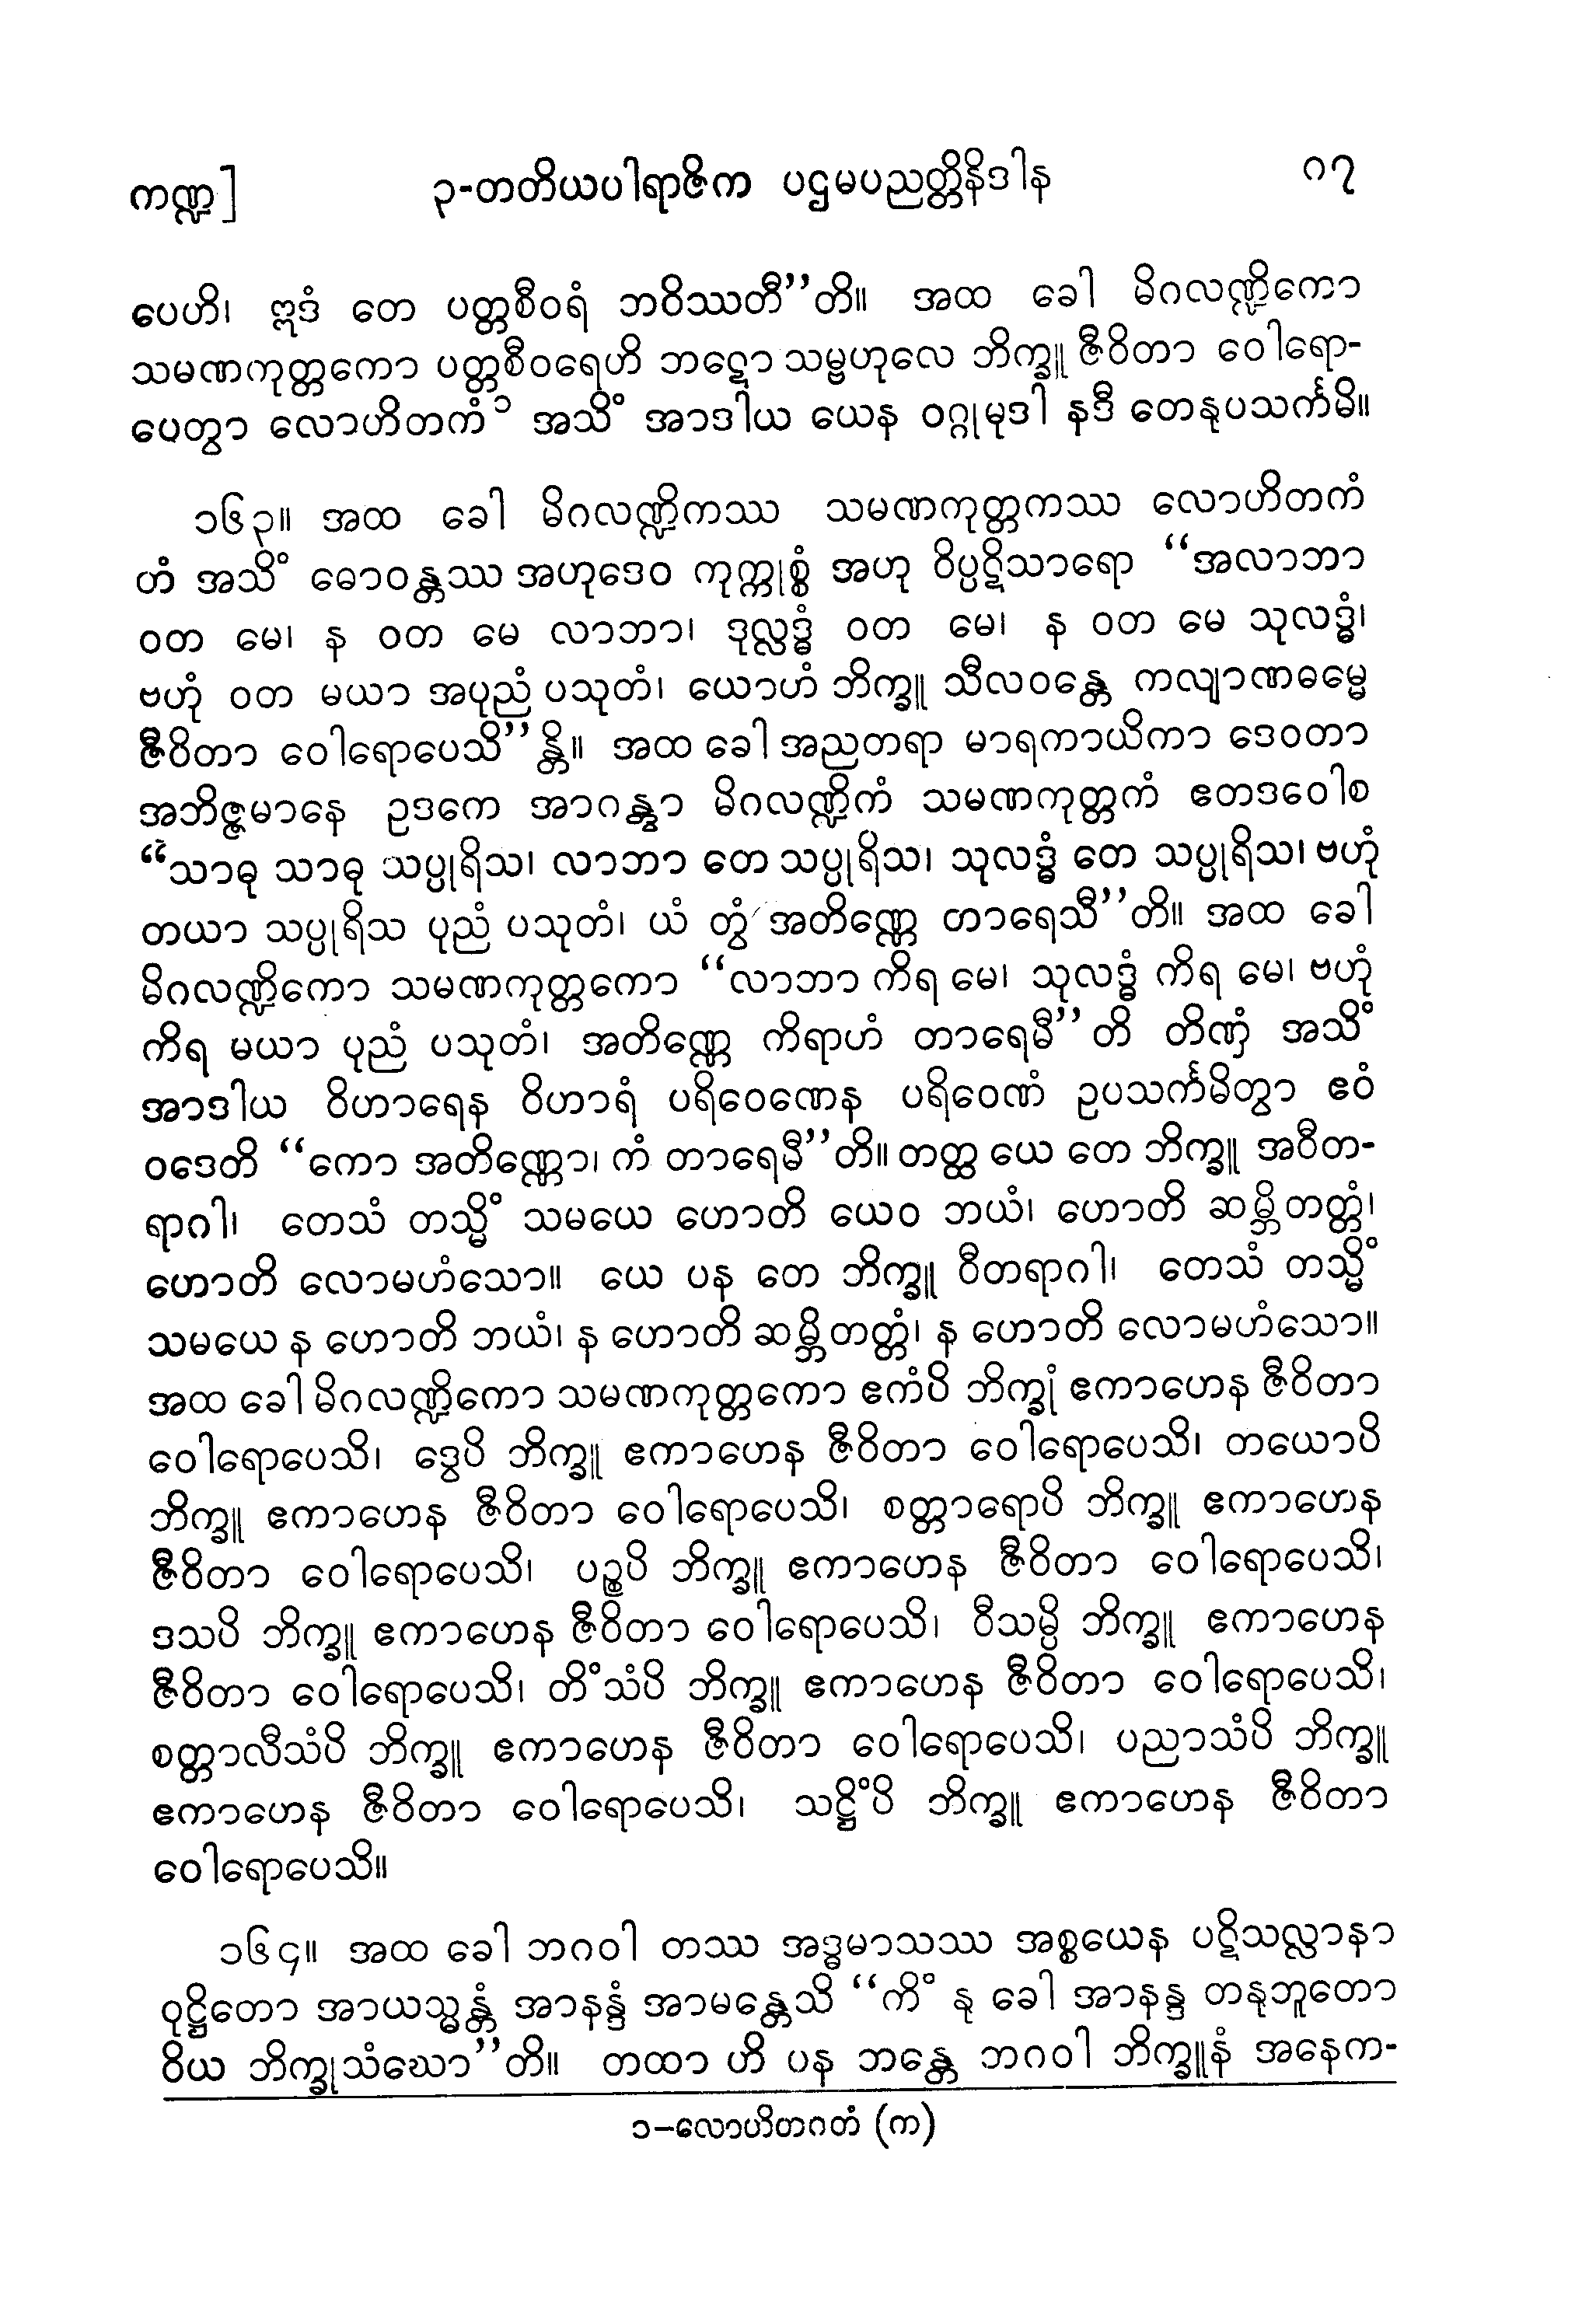 ကဏ္ဍ] ၃-တတိယပါရာဇိက ပဌမပညတ္တိနိဒါန ၈၇
ပေဟိ၊ ဣဒံ တေ ပတ္တစီဝရံ ဘဝိဿတီ”တိ။ အထ ခေါ မိဂလဏ္ဍိကော
သမဏကုတ္တကော ပတ္တစီဝရေဟိ ဘဋော သမ္ဗဟုလေ ဘိက္ခူ ဇီဝိတာ ဝေါရော-
ပေတွာ လောဟိတကံ၁ အသိံ အာဒါယ ယေန ဝဂ္ဂုမုဒါ နဒီ တေနုပသင်္ကမိ။
၁၆၃။ အထ ခေါ မိဂလဏ္ဍိကဿ သမဏကုတ္တကဿ လောဟိတကံ
ဟံ အသိံ ဓောဝန္တဿ အဟုဒေဝ ကုက္ကုစ္စံ အဟု ဝိပ္ပဋိသာရော “အလာဘာ
ဝတ မေ၊ န ဝတ မေ လာဘာ၊ ဒုလ္လဒ္ဓံ ဝတ မေ၊ န ဝတ မေ သုလဒ္ဓံ၊
ဗဟုံ ဝတ မယာ အပုညံ ပသုတံ၊ ယောဟံ ဘိက္ခူ သီလဝန္တေ ကလျာဏဓမ္မေ
ဇီဝိတာ ဝေါရောပေသိ”န္တိ။ အထ ခေါ အညတရာ မာရကာယိကာ ဒေဝတာ
အဘိဇ္ဇမာနေ ဥဒကေ အာဂန္တွာ မိဂလဏ္ဍိကံ သမဏကုတ္တကံ ဧတဒဝေါစ
“သာဓု သာဓု သပ္ပုရိသ၊ လာဘာ တေ သပ္ပုရိသ၊ သုလဒ္ဓံ တေ သပ္ပုရိသ၊ ဗဟုံ
တယာ သပ္ပုရိသ ပုညံ ပသုတံ၊ ယံ တွံ အတိဏ္ဏေ တာရေသီ”တိ။ အထ ခေါ
မိဂလဏ္ဍိကော သမဏကုတ္တကော “လာဘာ ကိရ မေ၊ သုလဒ္ဓံ ကိရ မေ၊ ဗဟုံ
ကိရ မယာ ပုညံ ပသုတံ၊ အတိဏ္ဏေ ကိရာဟံ တာရေမီ”တိ တိဏှံ အသိံ
အာဒါယ ဝိဟာရေန ဝိဟာရံ ပရိဝေဏေန ပရိဝေဏံ ဥပသင်္ကမိတွာ ဧဝံ
ဝဒေတိ “ကော အတိဏ္ဏော၊ ကံ တာရေမီ”တိ။ တတ္ထ ယေ တေ ဘိက္ခူ အဝီတ-
ရာဂါ၊ တေသံ တသ္မိံ သမယေ ဟောတိ ယေဝ ဘယံ၊ ဟောတိ ဆမ္ဘိတတ္တံ၊
ဟောတိ လောမဟံသော။ ယေ ပန တေ ဘိက္ခူ ဝီတရာဂါ၊ တေသံ တသ္မိံ
သမယေ န ဟောတိ ဘယံ၊ န ဟောတိ ဆမ္ဘိတတ္တံ၊ န ဟောတိ လောမဟံသော။
အထ ခေါ မိဂလဏ္ဍိကော သမဏကုတ္တကော ဧကံပိ ဘိက္ခုံ ဧကာဟေန ဇီဝိတာ
ဝေါရောပေသိ၊ ဒွေပိ ဘိက္ခူ ဧကာဟေန ဇီဝိတာ ဝေါရောပေသိ၊ တယောပိ
ဘိက္ခူ ဧကာဟေန ဇီဝိတာ ဝေါရောပေသိ၊ စတ္တာရောပိ ဘိက္ခူ ဧကာဟေန
ဇီဝိတာ ဝေါရောပေသိ၊ ပဉ္စပိ ဘိက္ခူ ဧကာဟေန ဇီဝိတာ ဝေါရောပေသိ၊
ဒသပိ ဘိက္ခူ ဧကာဟေန ဇီဝိတာ ဝေါရောပေသိ၊ ဝီသမ္ပိ ဘိက္ခူ ဧကာဟေန
ဇီဝိတာ ဝေါရောပေသိ၊ တိံသံပိ ဘိက္ခူ ဧကာဟေန ဇီဝိတာ ဝေါရောပေသိ၊
စတ္တာလီသံပိ ဘိက္ခူ ဧကာဟေန ဇီဝိတာ ဝေါရောပေသိ၊ ပညာသံပိ ဘိက္ခူ
ဧကာဟေန ဇီဝိတာ ဝေါရောပေသိ၊ သဋ္ဌိံပိ ဘိက္ခူ ဧကာဟေန ဇီဝိတာ
ဝေါရောပေသိ။
၁၆၄။ အထ ခေါ ဘဂဝါ တဿ အဒ္ဓမာသဿ အစ္စယေန ပဋိသလ္လာနာ
ဝုဋ္ဌိတော အာယသ္မန္တံ အာနန္ဒံ အာမန္တေသိ “ကိံ နု ခေါ အာနန္ဒ တနုဘူတော
ဝိယ ဘိက္ခုသံဃော”တိ။ တထာ ဟိ ပန ဘန္တေ ဘဂဝါ ဘိက္ခူနံ အနေက-
၁–လောဟိတဂတံ (က)